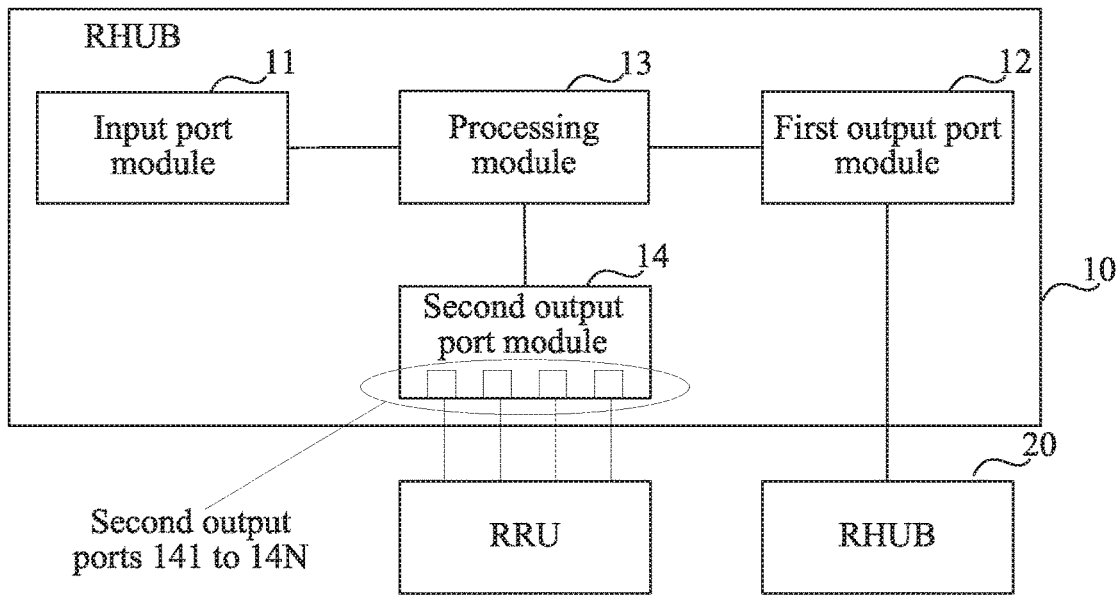 RHUB
11
13
12
Input port
module
Processing
module
First output port
module
14
10
Second output
port module
20
Second output
ports 141 to 14N
RRU
RHUB